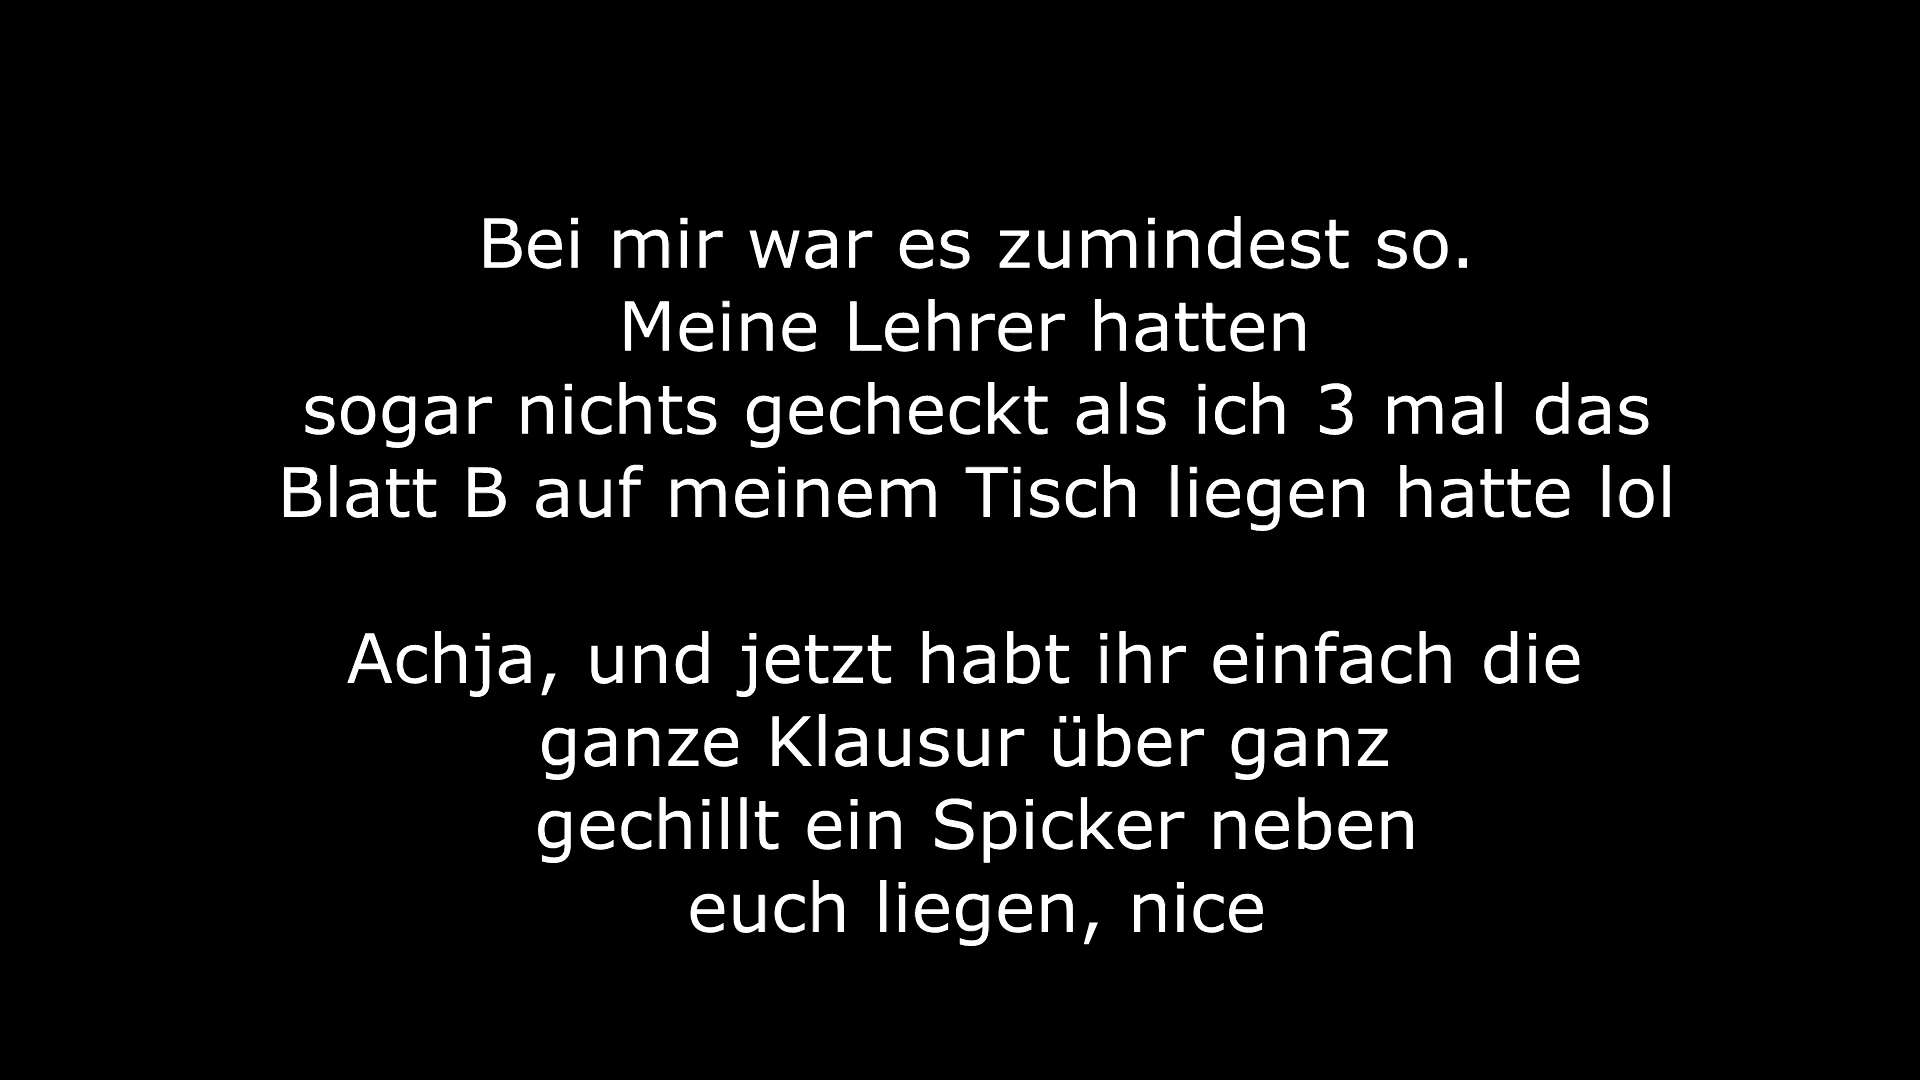 Bei mir war es zumindest so.
Meine Lehrer hatten
sogar nichts gecheckt als ich 3 mal das
Blatt B auf meinem Tisch liegen hatte lol
Achja, und jetzt habt ihr einfach die
ganze Klausur über ganz
gechillt ein Spicker neben
euch liegen, nice